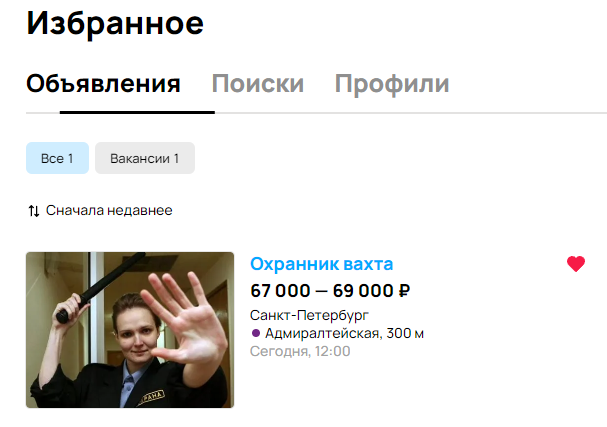 Избранное
Объявления Поиски Профили
Все 1 Вакансии 1
Сначала недавнее
Охранник вахта
67 000 — 69 000 ₽
Санкт-Петербург
Адмиралтейская, 300 м
Сегодня, 12:00
РАНА